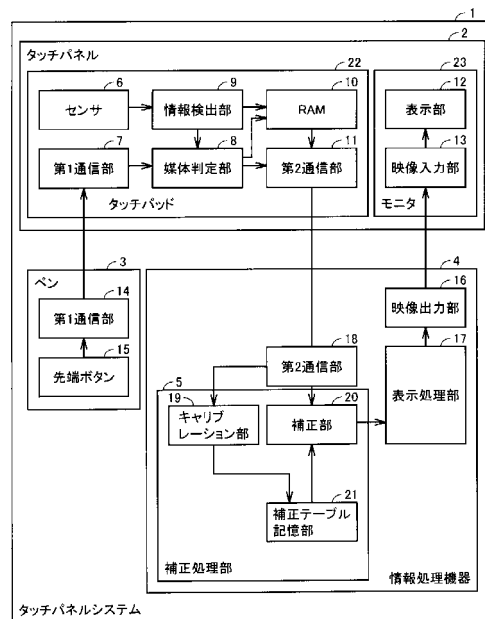 1
2
タッチパネル
22
23
6
9
10
12
センサ
情報検出部
RAM
表示部
7
8
11
13
第1通信部
媒体判定部
第2通信部
映像入力部
タッチパッド
モニタ
3
4
ペン
14
16
第1通信部
映像出力部
15
18
17
先端ボタン
第2通信部
表示処理部
5
19
20
キャリブ
レーション部
補正部
21
補正テーブル
記憶部
補正処理部
情報処理機器
タッチパネルシステム